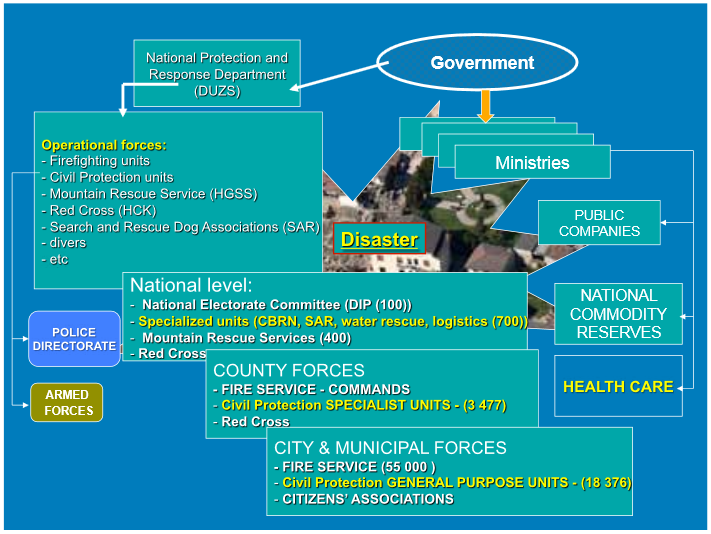 National Protection and
Response Department
(DUZS)
Government
Operational forces:
- Firefighting units
- Civil Protection units
- Mountain Rescue Service (HGSS)
- Red Cross (HCK)
- Search and Rescue Dog Associations (SAR)
- divers
- etc
Ministries
PUBLIC
COMPANIES
Disaster
National level:
- National Electorate Committee (DIP (100))
- Specialized units (CBRN, SAR, water rescue, logistics (700))
- Mountain Rescue Services (400)
- Red Cross
NATIONAL
COMMODITY
RESERVES
POLICE
DIRECTORATE
COUNTY FORCES
- FIRE SERVICE - COMMANDS
- Civil Protection SPECIALIST UNITS - (3 477)
- Red Cross
HEALTH CARE
ARMED
FORCES
CITY & MUNICIPAL FORCES
- FIRE SERVICE (55 000 )
- Civil Protection GENERAL PURPOSE UNITS - (18 376)
- CITIZENS' ASSOCIATIONS